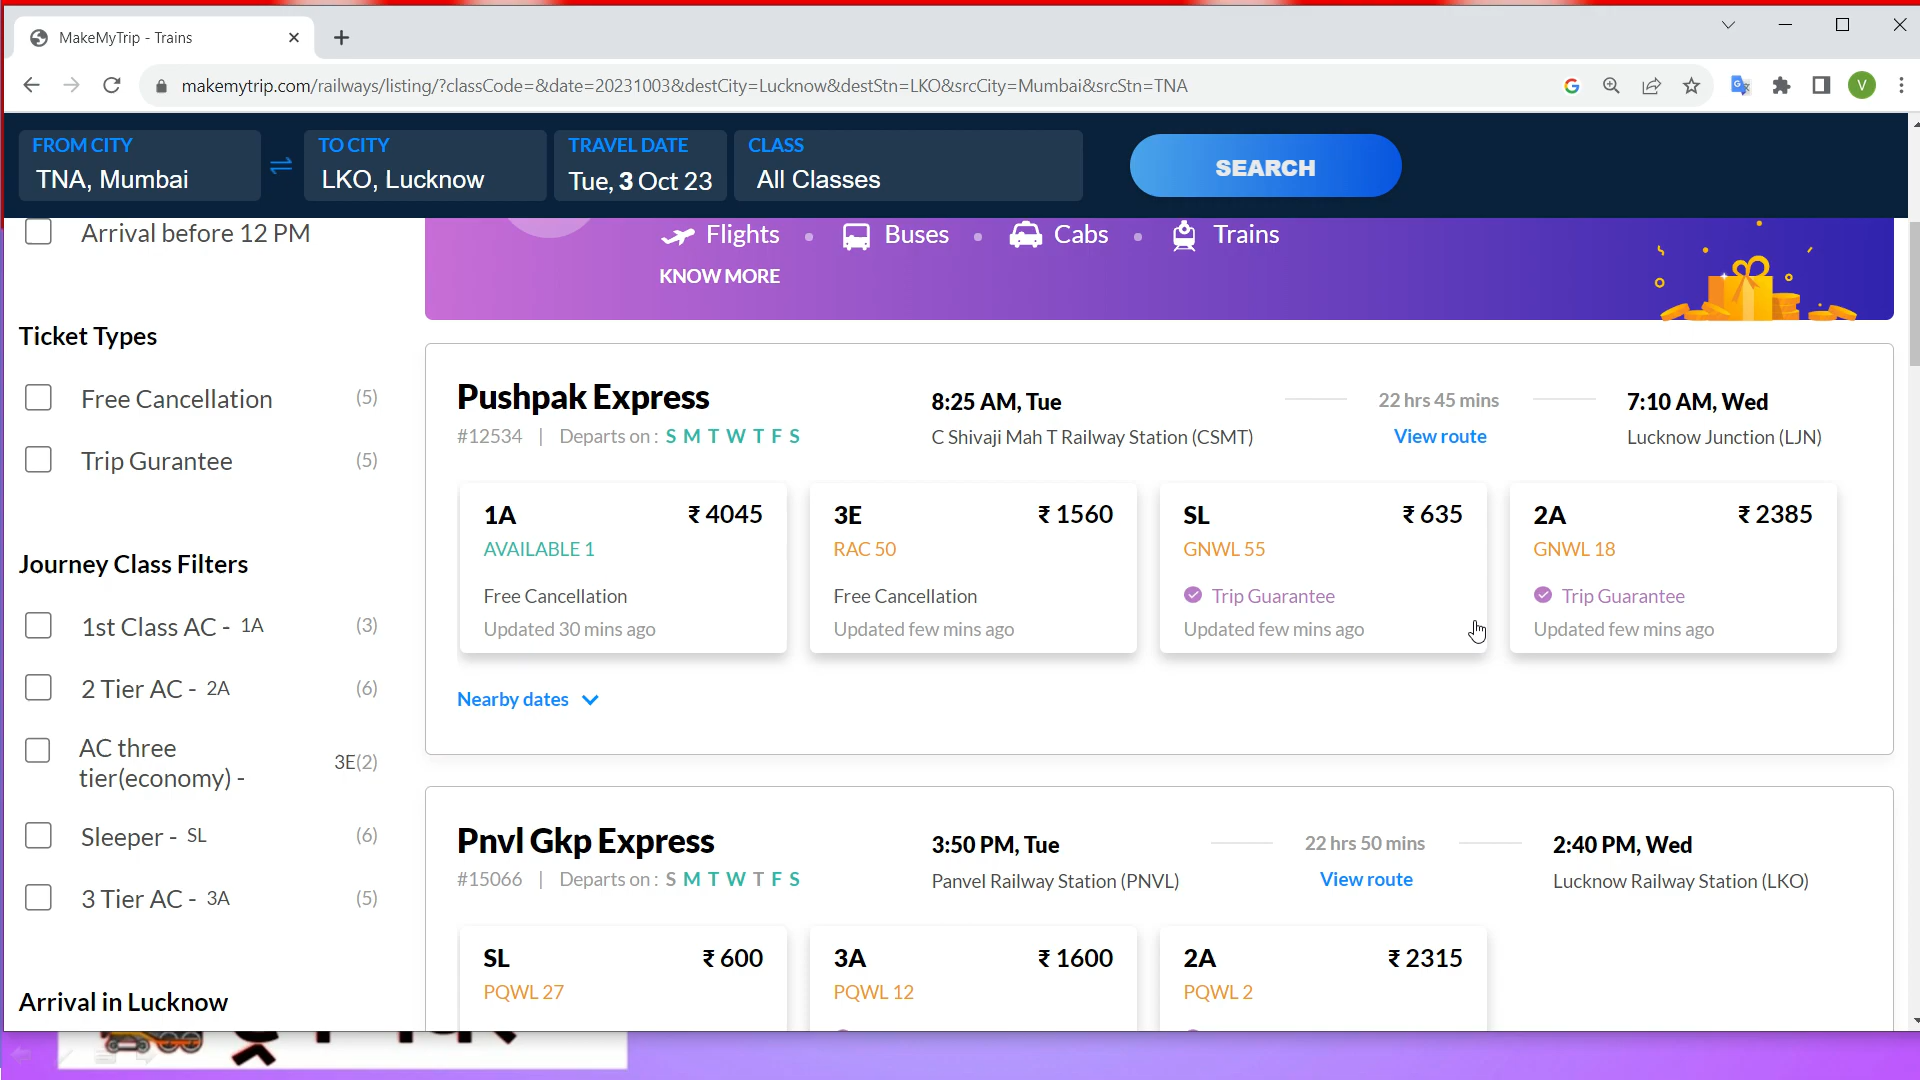 MakeMyTrip - Trains
makemytrip.com/railways/listing/?classCode=&date=20231003&destCity=Lucknow&destStn=LKO&srcCity=Mumbai&srcStn=TNA
V
FROM CITY
TNA, Mumbai
TO CITY
LKO, Lucknow
TRAVEL DATE
Tue, 3 Oct 23
CLASS
All Classes
SEARCH
Arrival before 12 PM
Ticket Types
Free Cancellation (5)
Trip Gurantee (5)
Journey Class Filters
1st Class AC - 1A (3)
2 Tier AC - 2A (6)
AC three
tier(economy) - 3E(2)
Sleeper - SL (6)
3 Tier AC - 3A (5)
Arrival in Lucknow
Flights • Buses • Cabs • Trains
KNOW MORE
Pushpak Express
#12534 | Departs on : S M T W T F S
8:25 AM, Tue
C Shivaji Mah T Railway Station (CSMT)
22 hrs 45 mins
View route
7:10 AM, Wed
Lucknow Junction (LJN)
1A ₹ 4045
AVAILABLE 1
Free Cancellation
Updated 30 mins ago
3E ₹ 1560
RAC 50
Free Cancellation
Updated few mins ago
SL ₹ 635
GNWL 55
Trip Guarantee
Updated few mins ago
2A ₹ 2385
GNWL 18
Trip Guarantee
Updated few mins ago
Nearby dates
Pnvl Gkp Express
#15066 | Departs on : S M T W T F S
3:50 PM, Tue
Panvel Railway Station (PNVL)
22 hrs 50 mins
View route
2:40 PM, Wed
Lucknow Railway Station (LKO)
SL ₹ 600
PQWL 27
3A ₹ 1600
PQWL 12
2A ₹ 2315
PQWL 2